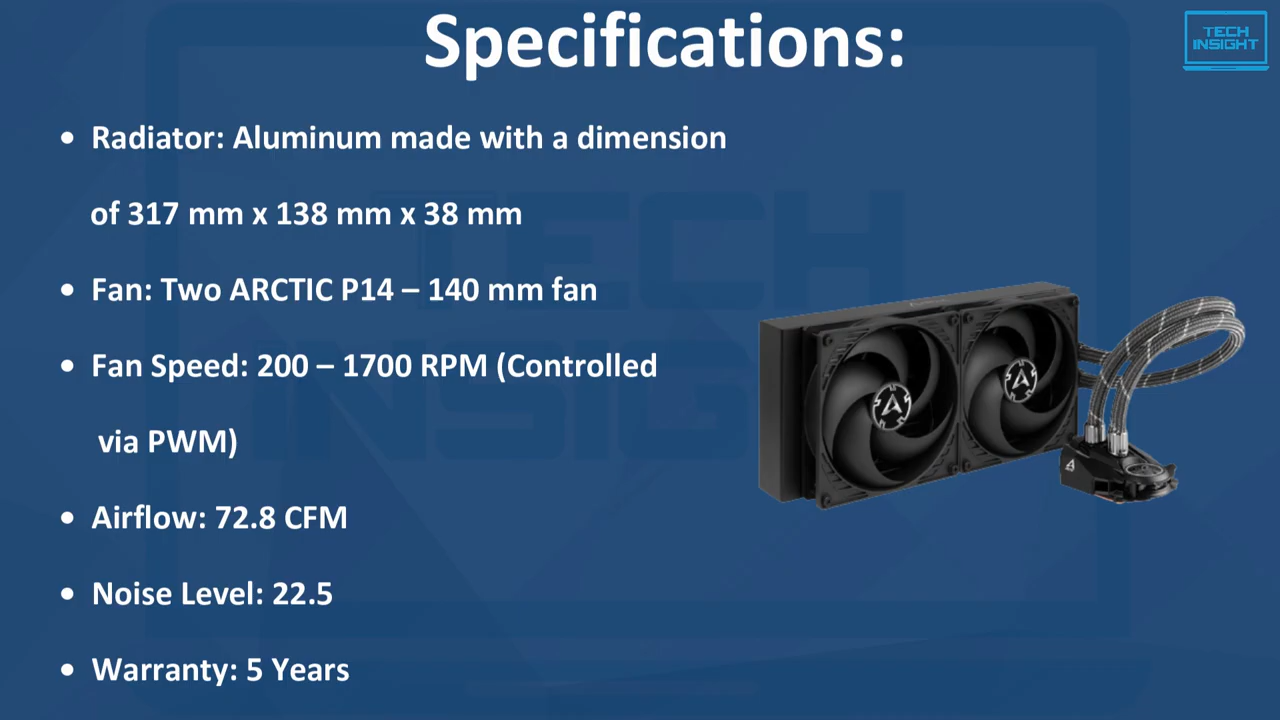 Specifications:
TECH
INSIGHT
• Radiator: Aluminum made with a dimension
of 317 mm x 138 mm x 38 mm
• Fan: Two ARCTIC P14 – 140 mm fan
• Fan Speed: 200 – 1700 RPM (Controlled
via PWM)
• Airflow: 72.8 CFM
• Noise Level: 22.5
• Warranty: 5 Years
TECH
INSIGHT